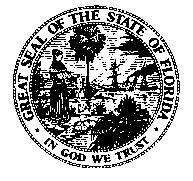 GREAT SEAL OF THE STATE OF FLORIDA
IN GOD WE TRUST